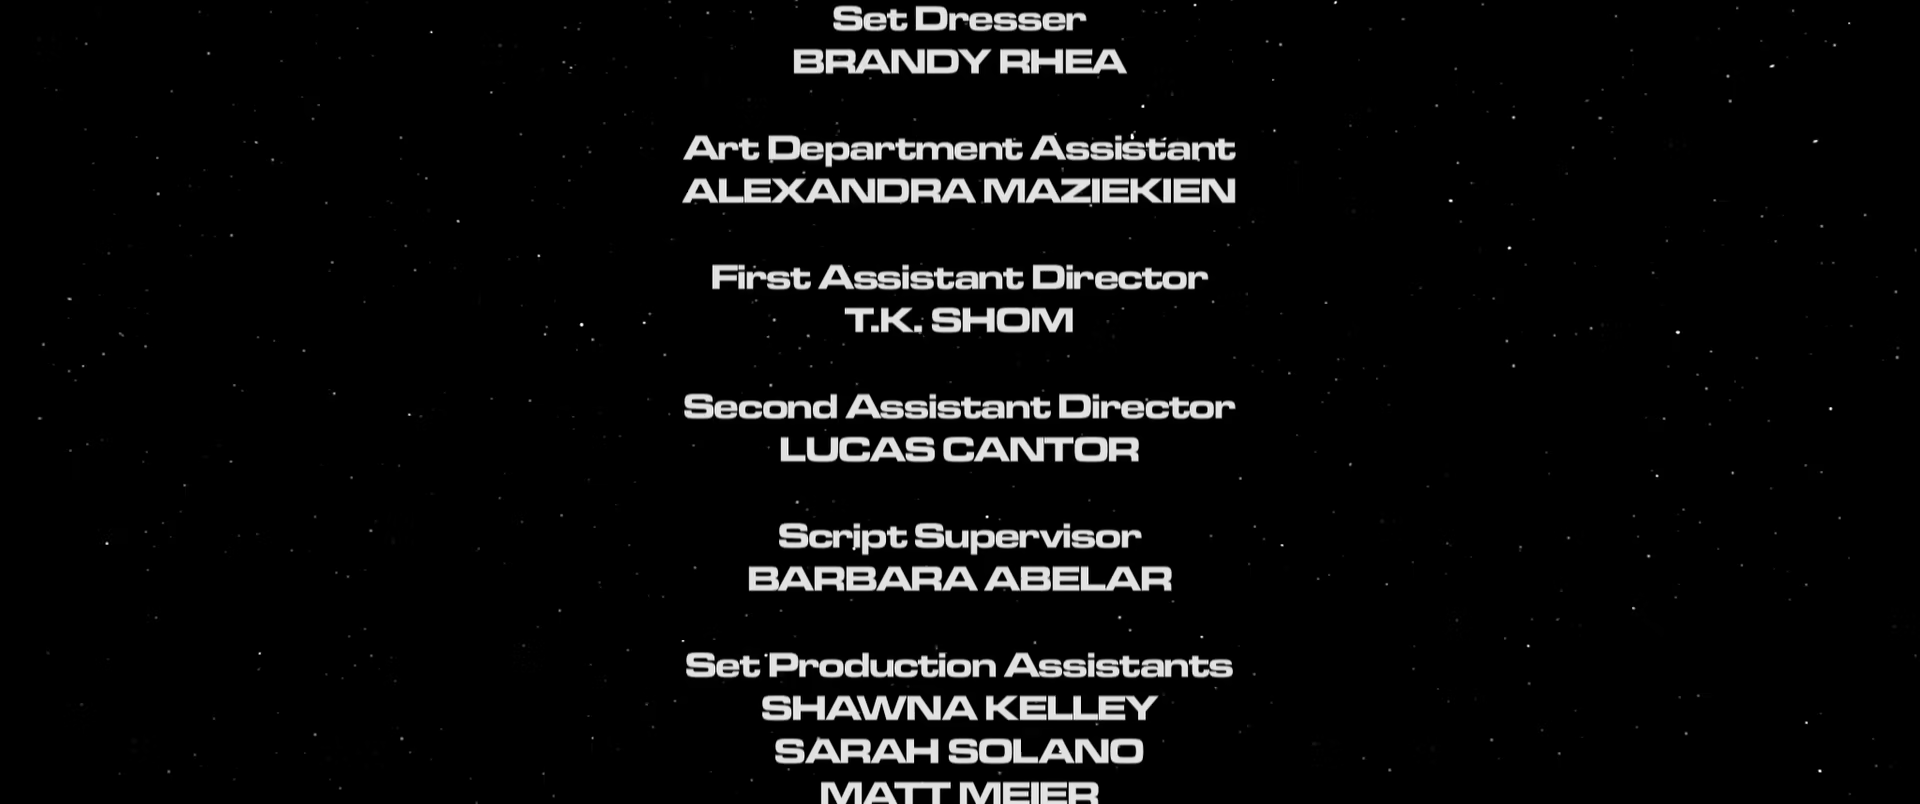 Set Dresser
BRANDY RHEA
Art Department Assistant
ALEXANDRA MAZIEKIEN
First Assistant Director
T.K. SHOM
Second Assistant Director
LUCAS CANTOR
Script Supervisor
BARBARA ABELAR
Set Production Assistants
SHAWNA KELLEY
SARAH SOLANO
MATT MEIER